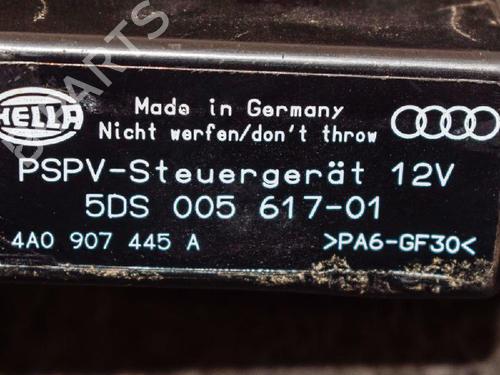 HELLA
Made in Germany
Nicht werfen/don't throw
PSPV-Steuergerät 12V
5DS 005 617-01
4A0 907 445 A
>PA6-GF30<